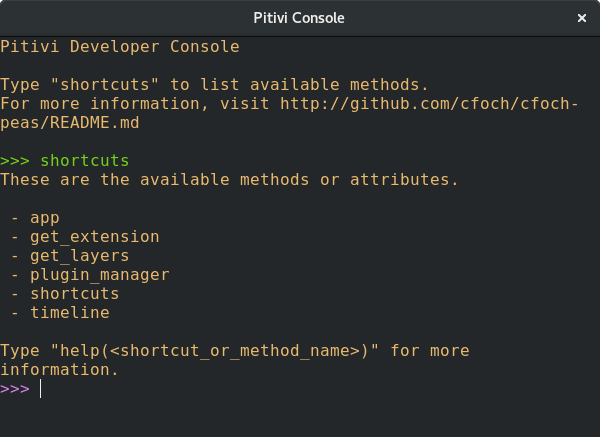 Pitivi Console
×
Pitivi Developer Console
Type "shortcuts" to list available methods.
For more information, visit http://github.com/cfoch/cfoch-
peas/README.md
>>> shortcuts
These are the available methods or attributes.
- app
- get_extension
- get_layers
- plugin_manager
- shortcuts
- timeline
Type "help(<shortcut_or_method_name>)" for more
information.
>>>